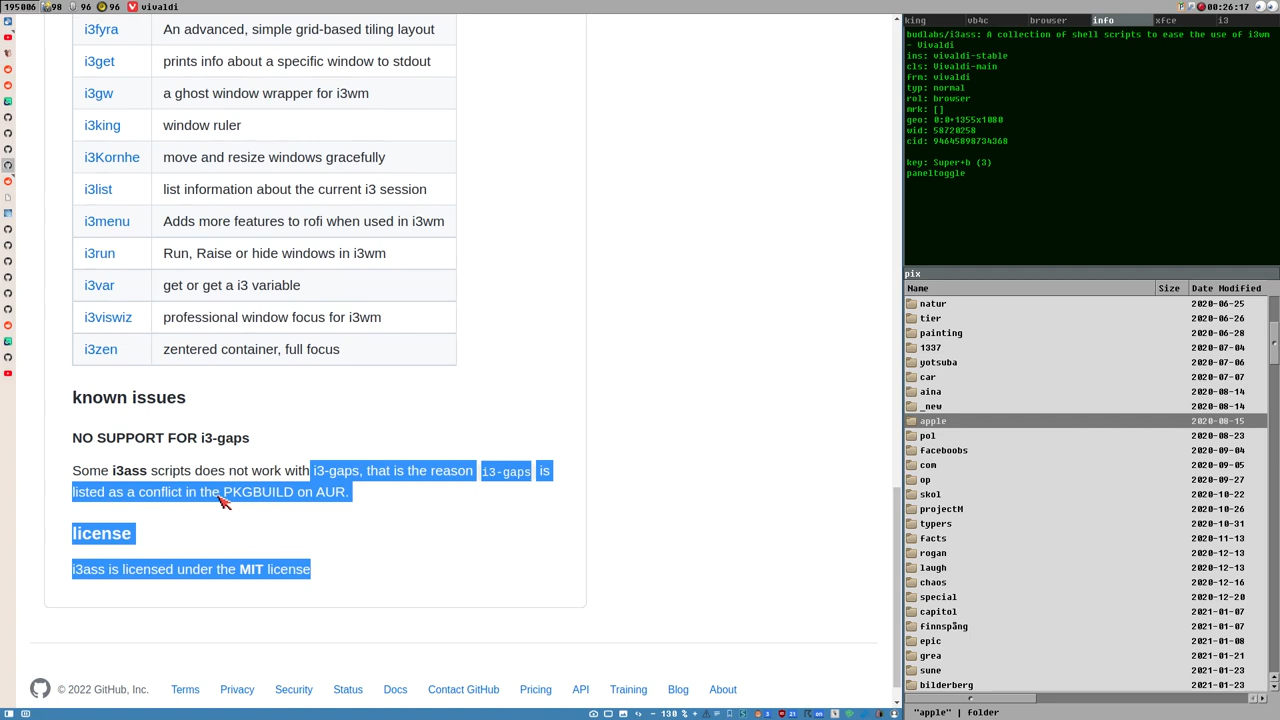 195006 98 96 96 vivaldi
00:26:17
i3fyra An advanced, simple grid-based tiling layout
i3get prints info about a specific window to stdout
i3gw a ghost window wrapper for i3wm
i3king window ruler
i3Kornhe move and resize windows gracefully
i3list list information about the current i3 session
i3menu Adds more features to rofi when used in i3wm
i3run Run, Raise or hide windows in i3wm
i3var get or get a i3 variable
i3viswiz professional window focus for i3wm
i3zen zentered container, full focus
known issues
NO SUPPORT FOR i3-gaps
Some i3ass scripts does not work with i3-gaps, that is the reason i3-gaps is
listed as a conflict in the PKGBUILD on AUR.
license
i3ass is licensed under the MIT license
© 2022 GitHub, Inc. Terms Privacy Security Status Docs Contact GitHub Pricing API Training Blog About
130 %
king vb4c browser info xfce i3
budlabs/i3ass: A collection of shell scripts to ease the use of i3wm
- Vivaldi
ins: vivaldi-stable
cls: Vivaldi-main
frm: vivaldi
typ: normal
rol: browser
mrk: []
geo: 0:0+1355x1080
wid: 58720258
cid: 94645898734368
key: Super+b (3)
paneltoggle
pix
Name Size Date Modified
natur 2020-06-25
tier 2020-06-26
painting 2020-06-28
1337 2020-07-04
yotsuba 2020-07-06
car 2020-07-07
aina 2020-08-14
_new 2020-08-14
apple 2020-08-15
pol 2020-08-23
faceboobs 2020-09-04
com 2020-09-05
op 2020-09-27
skol 2020-10-22
projectM 2020-10-24
typers 2020-10-31
facts 2020-11-13
rogan 2020-12-13
laugh 2020-12-13
chaos 2020-12-16
special 2020-12-20
capitol 2021-01-07
finnspång 2021-01-07
epic 2021-01-08
grea 2021-01-21
sune 2021-01-23
bilderberg 2021-01-23
"apple" | folder